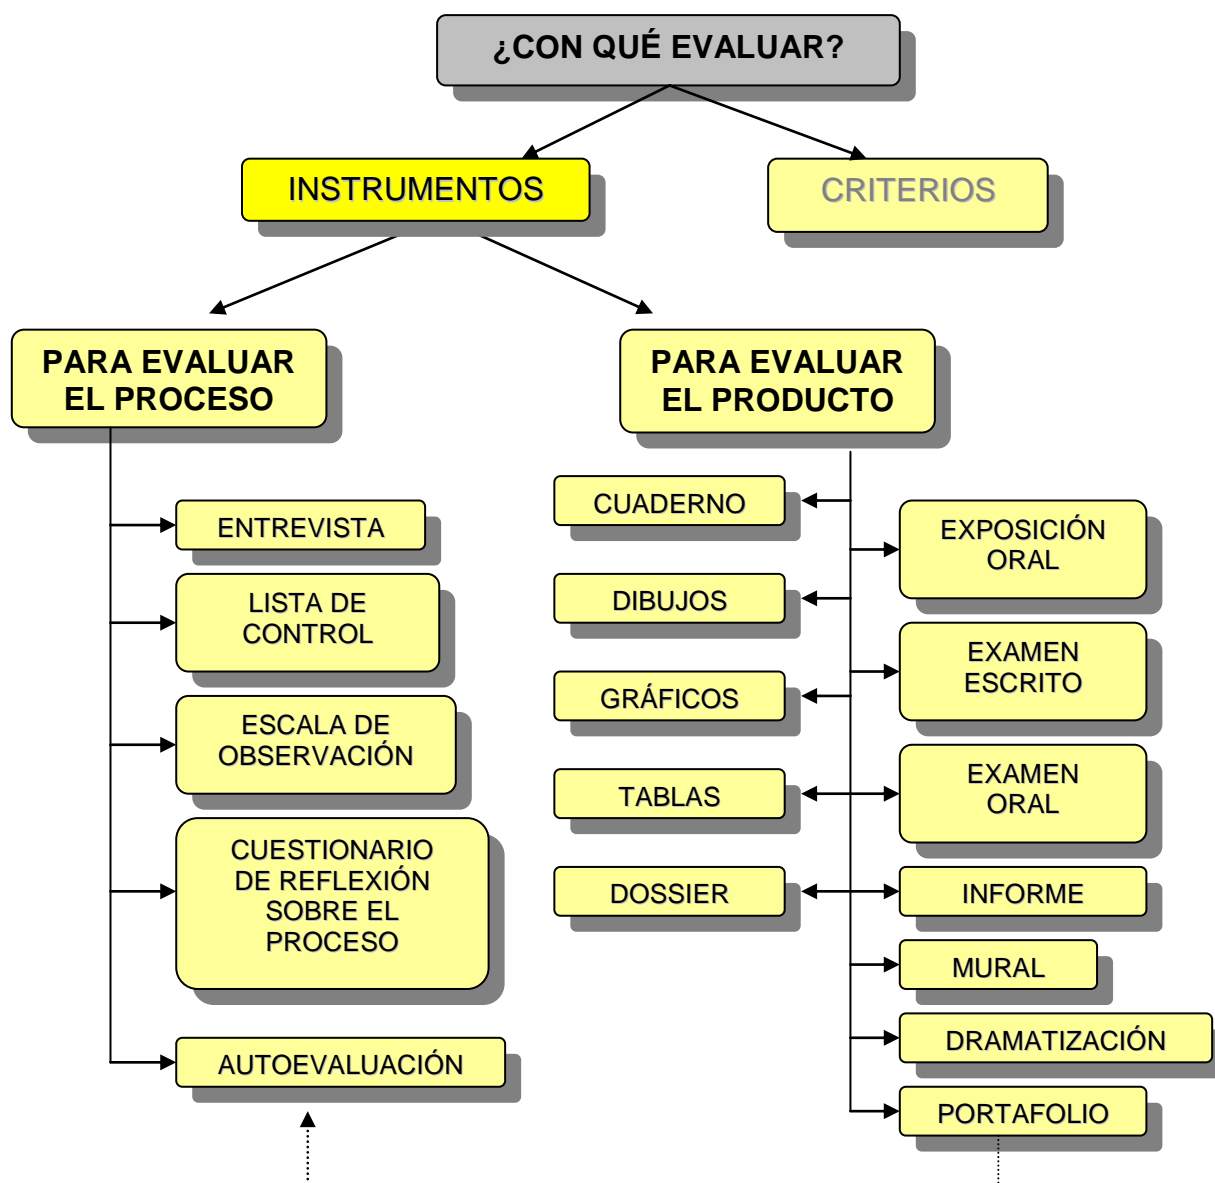 ¿CON QUÉ EVALUAR?
INSTRUMENTOS
CRITERIOS
PARA EVALUAR
EL PROCESO
PARA EVALUAR
EL PRODUCTO
ENTREVISTA
LISTA DE
CONTROL
ESCALA DE
OBSERVACIÓN
CUESTIONARIO
DE REFLEXIÓN
SOBRE EL
PROCESO
AUTOEVALUACIÓN
CUADERNO
DIBUJOS
GRÁFICOS
TABLAS
DOSSIER
EXPOSICIÓN
ORAL
EXAMEN
ESCRITO
EXAMEN
ORAL
INFORME
MURAL
DRAMATIZACIÓN
PORTAFOLIO